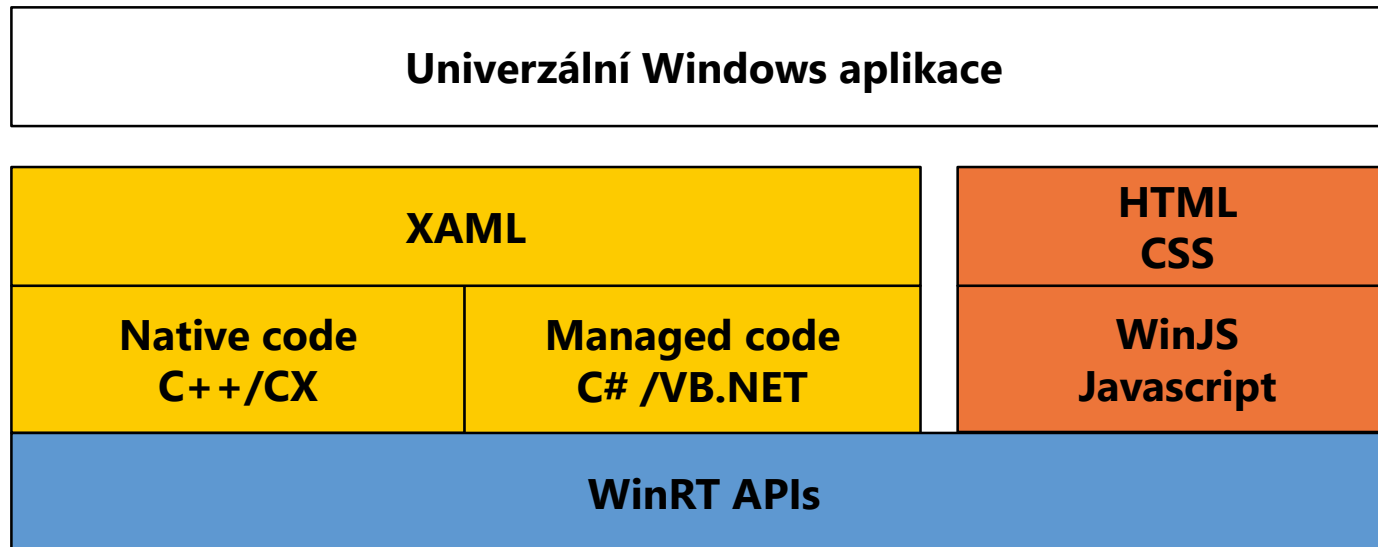 Univerzální Windows aplikace
XAML
HTML
CSS
Native code
C++/CX
Managed code
C# /VB.NET
WinJS
Javascript
WinRT APIs